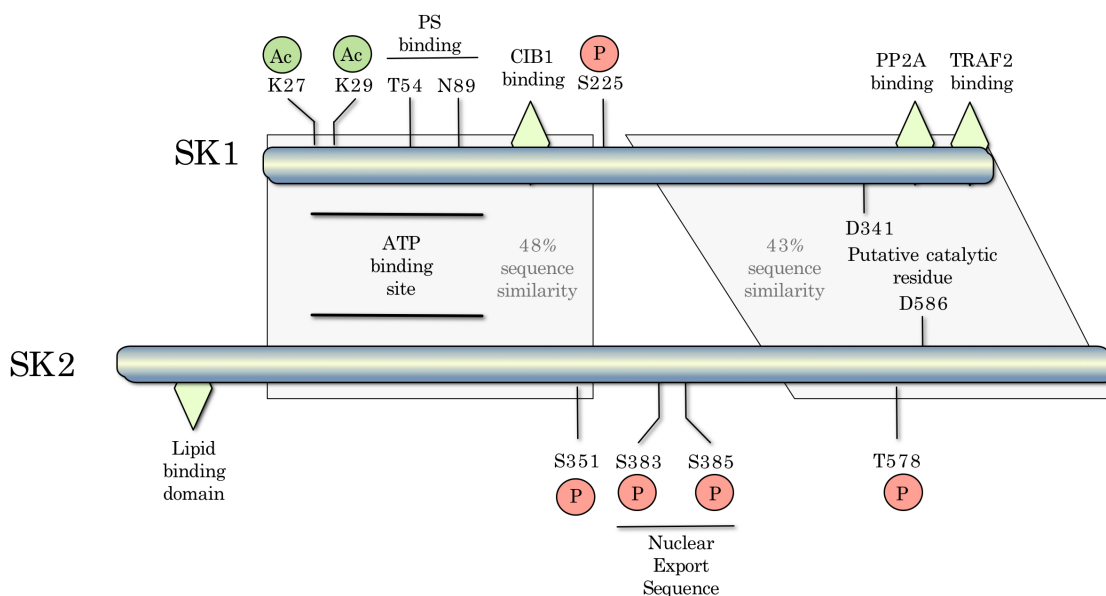 PS
binding
CIB1
binding
Ac
Ac
P
PP2A
binding
TRAF2
binding
K27
K29
T54
N89
S225
SK1
D341
Putative catalytic
residue
D586
ATP
binding
site
48%
sequence
similarity
43%
sequence
similarity
SK2
Lipid
binding
domain
S351
S383
S385
T578
P
P
P
P
Nuclear
Export
Sequence